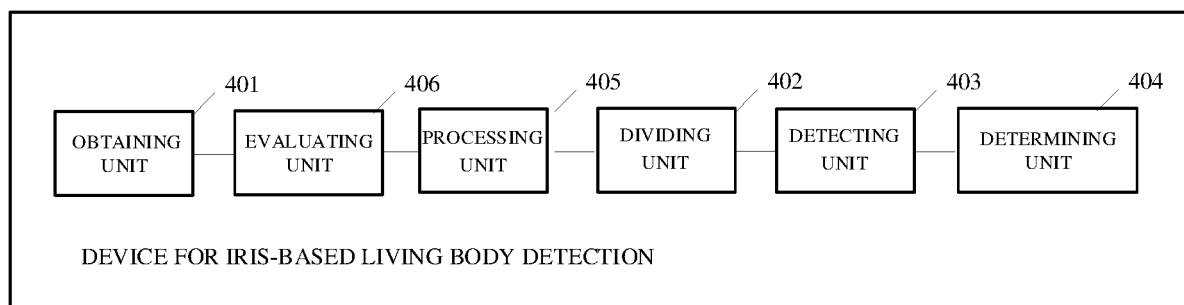 401 406 405 402 403 404
OBTAINING EVALUATING PROCESSING DIVIDING DETECTING DETERMINING
UNIT UNIT UNIT UNIT UNIT UNIT
DEVICE FOR IRIS-BASED LIVING BODY DETECTION